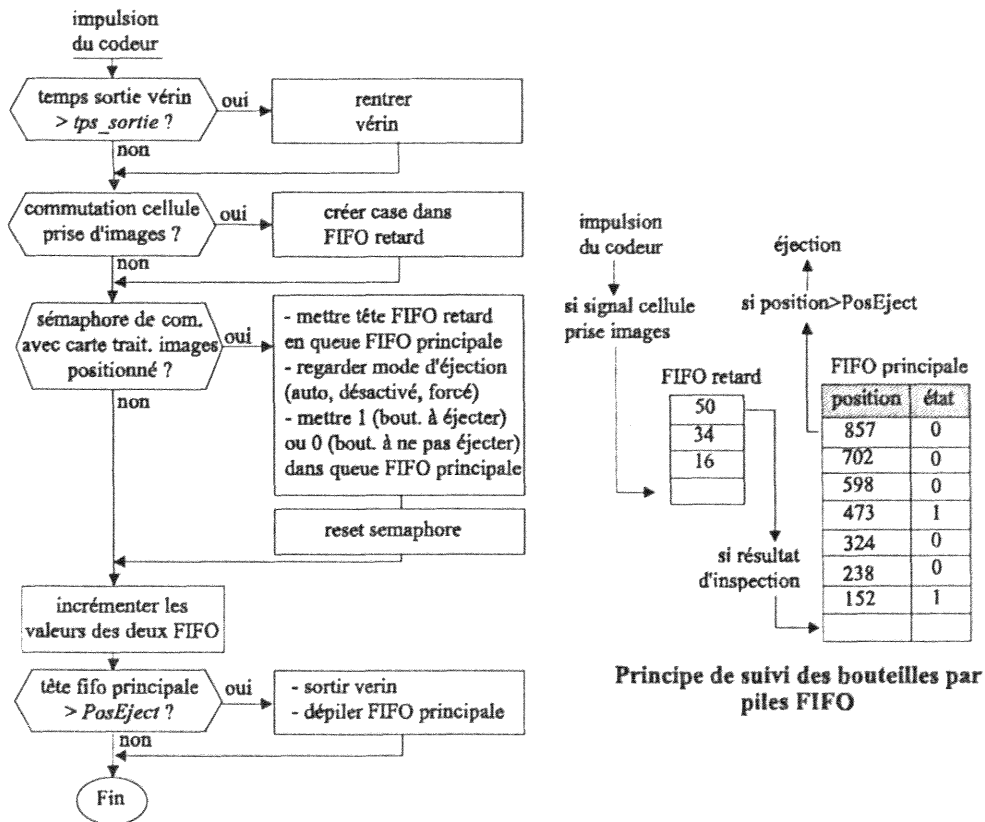 impulsion
du codeur
temps sortie vérin
> tps_sortie ?
oui
rentrer
vérin
non
commutation cellule
prise d'images ?
oui
créer case dans
FIFO retard
non
sémaphore de com.
avec carte trait. images
positionné ?
oui
- mettre tête FIFO retard
en queue FIFO principale
- regarder mode d'éjection
(auto, désactivé, forcé)
- mettre 1 (bout. à éjecter)
ou 0 (bout. à ne pas éjecter)
dans queue FIFO principale
non
reset semaphore
incrémenter les
valeurs des deux FIFO
tête fifo principale
> PosEject ?
oui
- sortir verin
- dépiler FIFO principale
non
Fin
impulsion
du codeur
si signal cellule
prise images
éjection
si position>PosEject
FIFO retard
50
34
16
FIFO principale
position état
857 0
702 0
598 0
473 1
324 0
238 0
152 1
si résultat
d'inspection
Principe de suivi des bouteilles par
piles FIFO